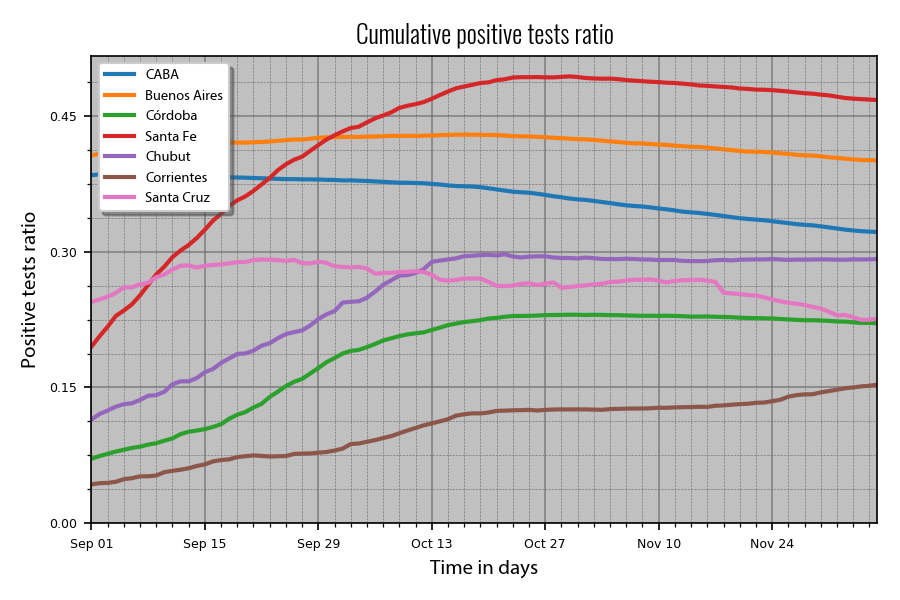 Cumulative positive tests ratio
CABA
Buenos Aires
Córdoba
Santa Fe
Chubut
Corrientes
Santa Cruz
Positive tests ratio
0.45
0.30
0.15
0.00
Sep 01 Sep 15 Sep 29 Oct 13 Oct 27 Nov 10 Nov 24
Time in days